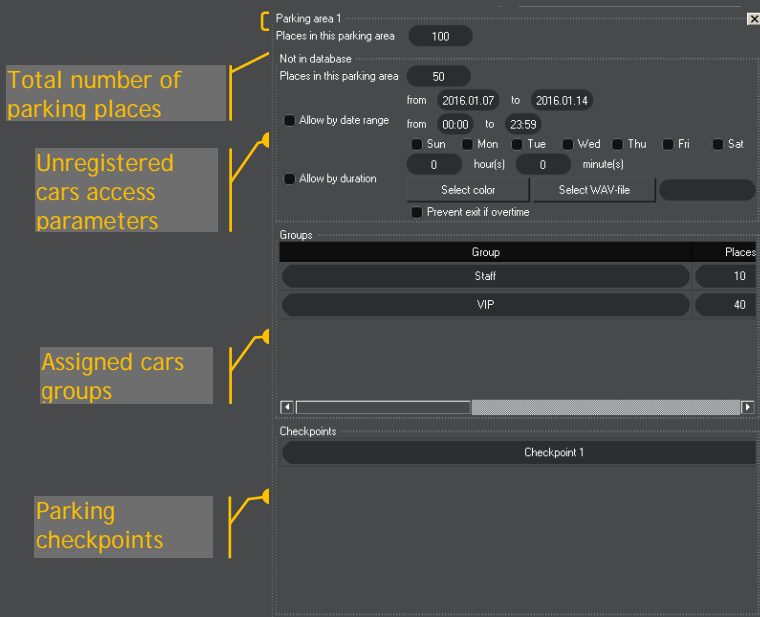 Parking area 1
Places in this parking area 100
Not in database
Places in this parking area 50
from 2016.01.07 to 2016.01.14
Allow by date range from 00:00 to 23:59
Sun Mon Tue Wed Thu Fri Sat
0 hour(s) 0 minute(s)
Allow by duration
Select color Select WAV-file
Prevent exit if overtime
Groups
Group Places
Staff 10
VIP 40
Checkpoints
Checkpoint 1
Total number of
parking places
Unregistered
cars access
parameters
Assigned cars
groups
Parking
checkpoints